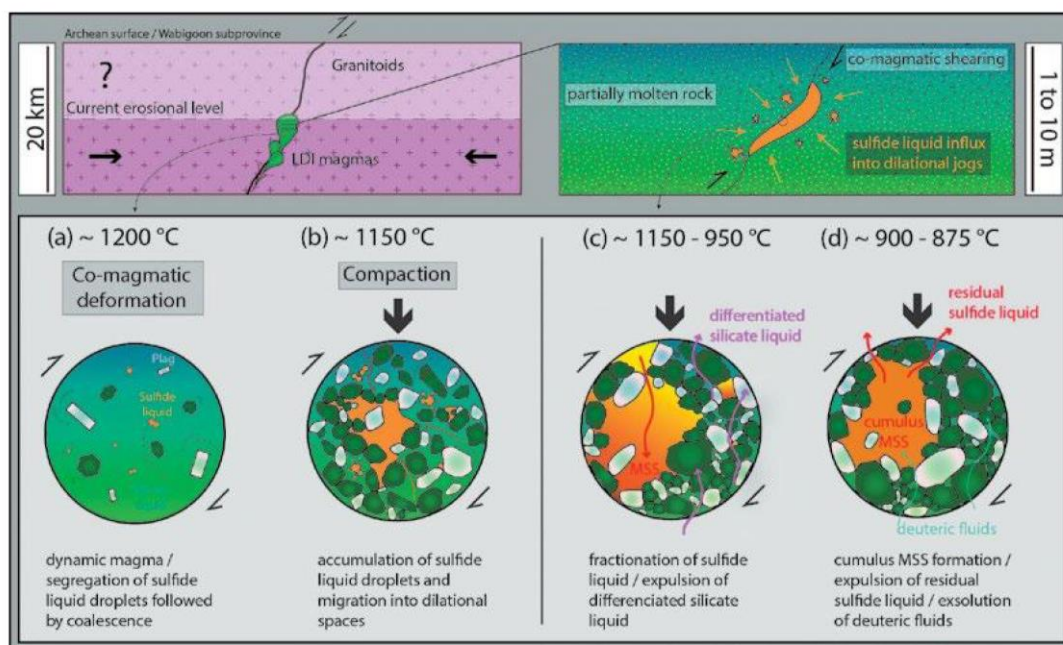 Archean surface / Wabigoon subprovince
20 km
?
Granitoids
Current erosional level
LDI magmas
co-magmatic shearing
partially molten rock
sulfide liquid influx
into dilational jogs
1 to 10 m
(a) ~ 1200 °C
Co-magmatic
deformation
Plag
Sulfide
liquid
dynamic magma /
segregation of sulfide
liquid droplets followed
by coalescence
(b) ~ 1150 °C
Compaction
accumulation of sulfide
liquid droplets and
migration into dilational
spaces
(c) ~ 1150 - 950 °C
differentiated
silicate liquid
MSS
fractionation of sulfide
liquid / expulsion of
differenciated silicate
liquid
(d) ~ 900 - 875 °C
residual
sulfide liquid
cumulus
MSS
deuteric fluids
cumulus MSS formation /
expulsion of residual
sulfide liquid / exsolution
of deuteric fluids